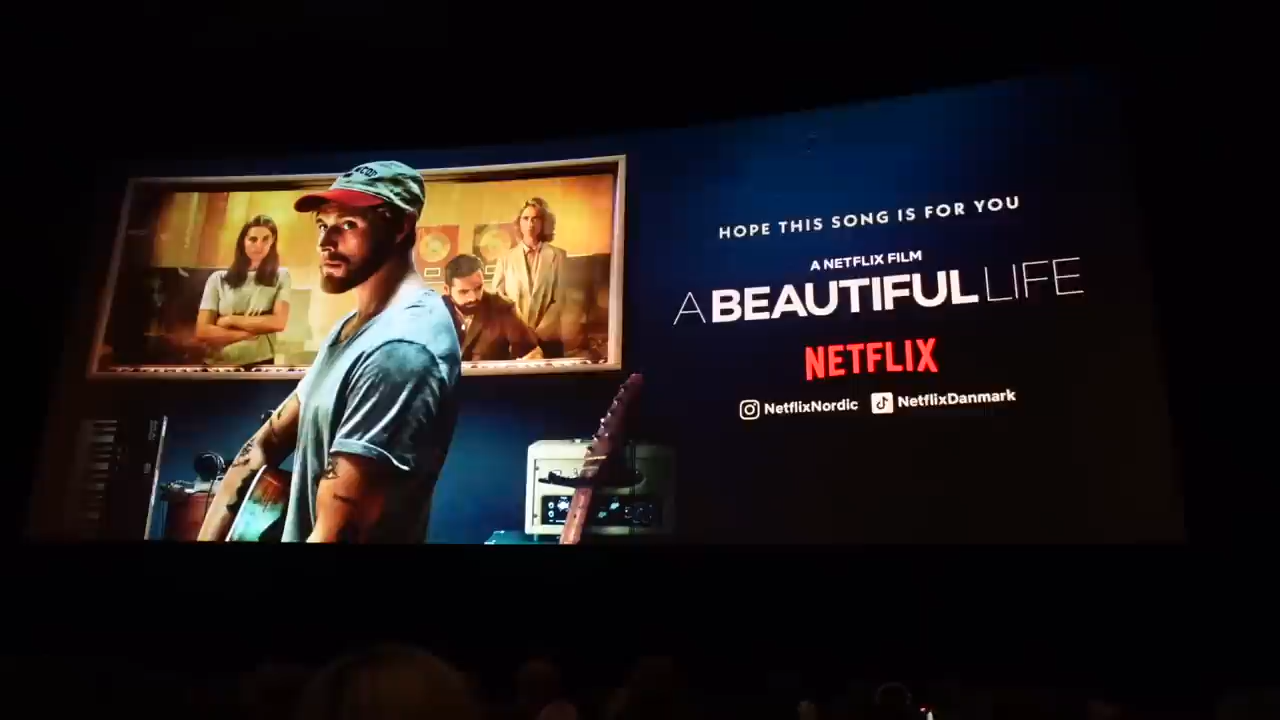 HOPE THIS SONG IS FOR YOU
A NETFLIX FILM
A BEAUTIFUL LIFE
NETFLIX
NetflixNordic NetflixDanmark